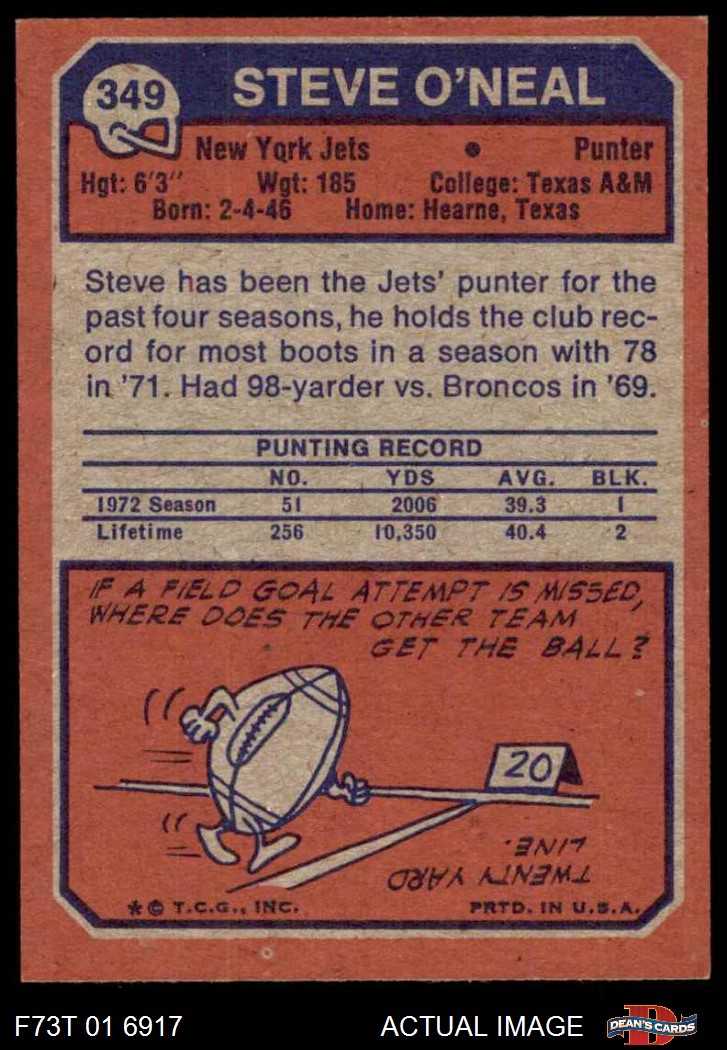 349
STEVE O'NEAL
New York Jets • Punter
Hgt: 6'3" Wgt: 185 College: Texas A&M
Born: 2-4-46 Home: Hearne, Texas
Steve has been the Jets' punter for the
past four seasons, he holds the club rec-
ord for most boots in a season with 78
in '71. Had 98-yarder vs. Broncos in '69.
PUNTING RECORD
NO. YDS AVG. BLK.
1972 Season 51 2006 39.3 1
Lifetime 256 10,350 40.4 2
IF A FIELD GOAL ATTEMPT IS MISSED,
WHERE DOES THE OTHER TEAM
GET THE BALL?
20
TWENTY YARD
LINE.
* © T.C.G., INC. PRTD. IN U.S.A.
F73T 01 6917 ACTUAL IMAGE
D
DEAN'S CARDS